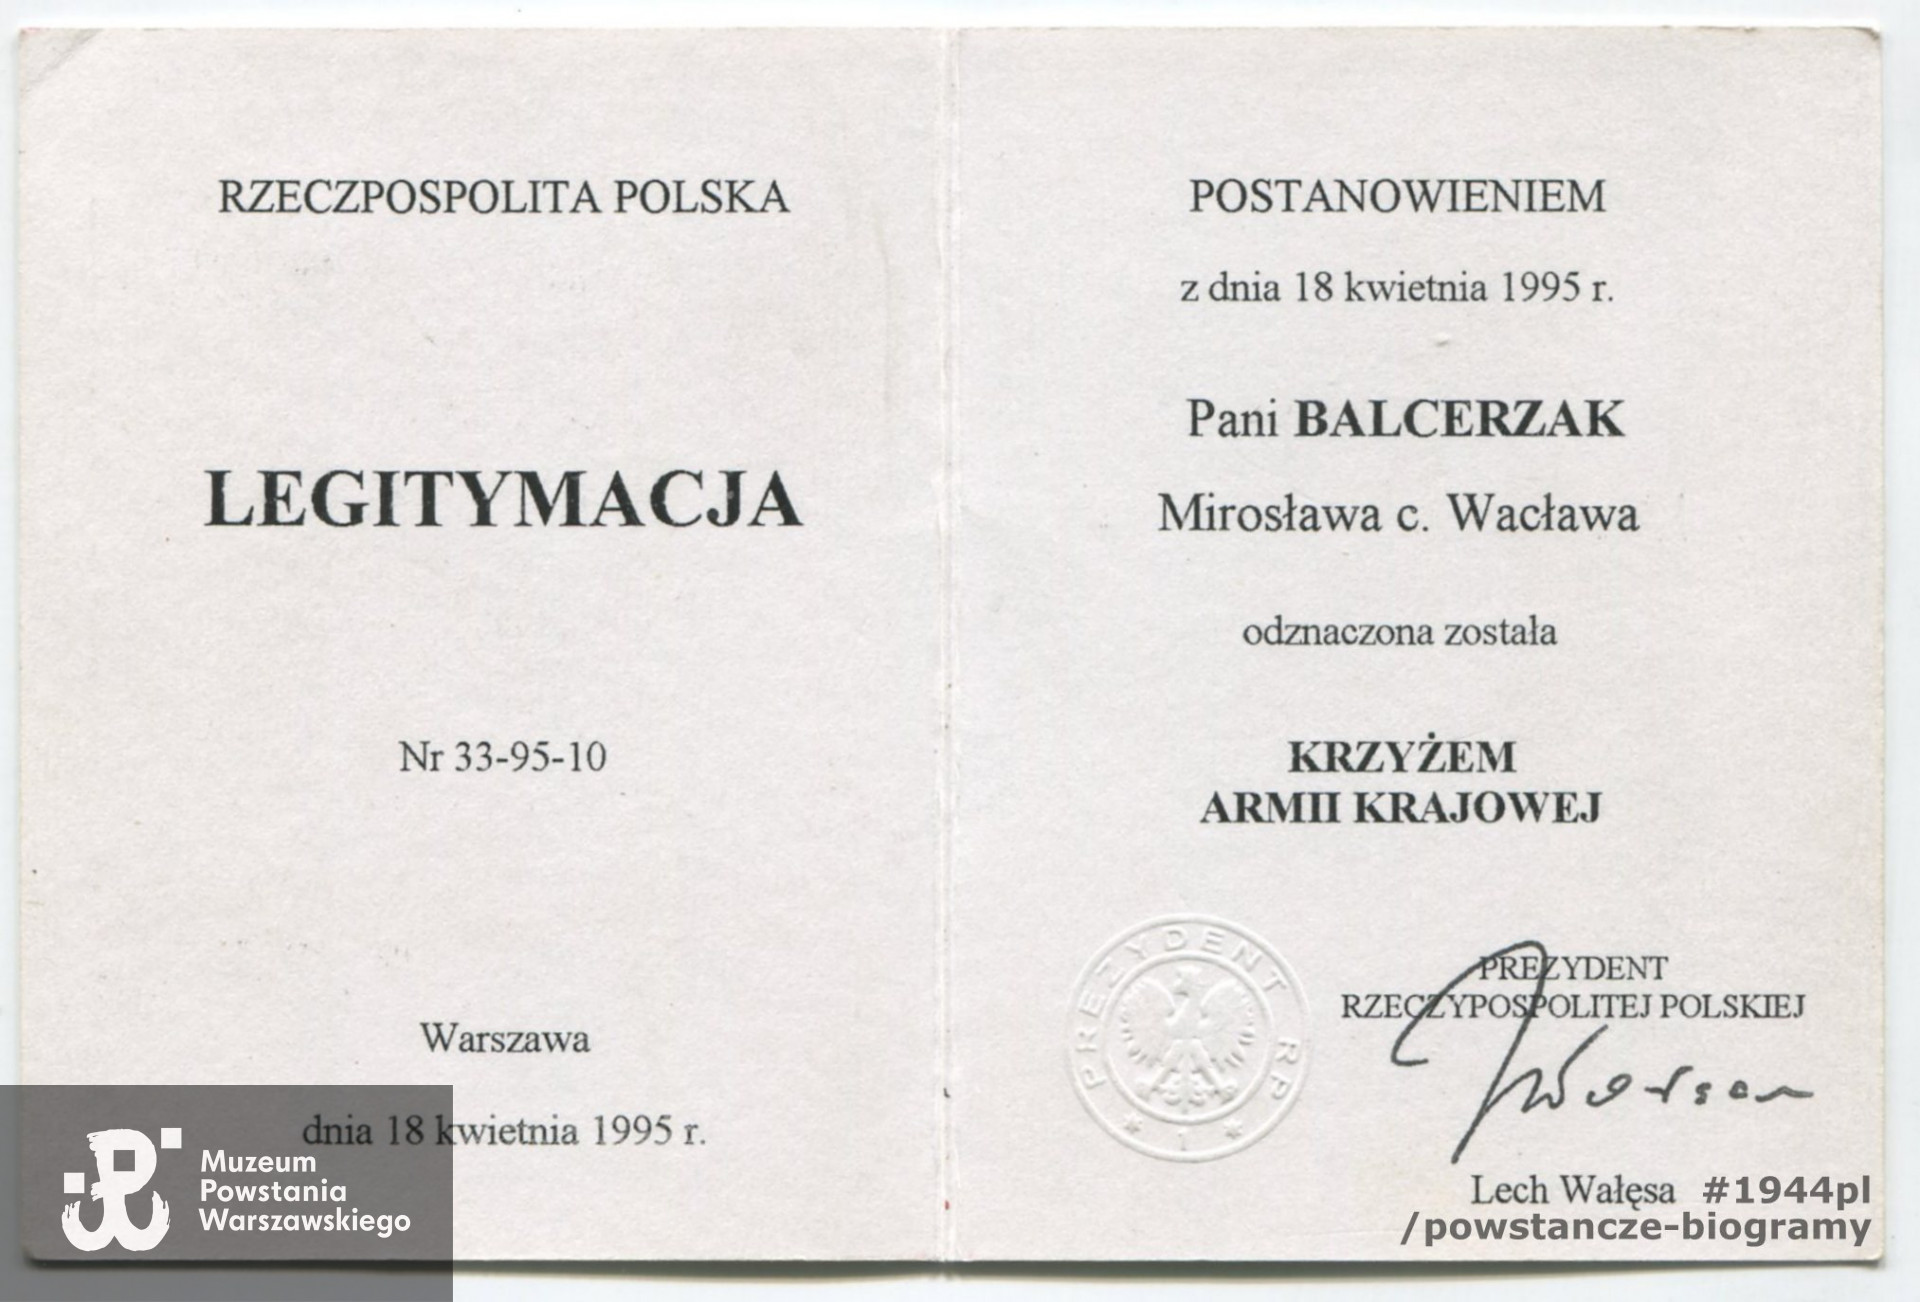 RZECZPOSPOLITA POLSKA
LEGITYMACJA
Nr 33-95-10
Warszawa
dnia 18 kwietnia 1995 r.
Muzeum
Powstania
Warszawskiego
POSTANOWIENIEM
z dnia 18 kwietnia 1995 r.
Pani BALCERZAK
Mirosława c. Wacława
odznaczona została
KRZYŻEM
ARMII KRAJOWEJ
PREZYDENT RP
* 1 *
PREZYDENT
RZECZYPOSPOLITEJ POLSKIEJ
Lech Wałęsa
#1944pl
/powstancze-biogramy